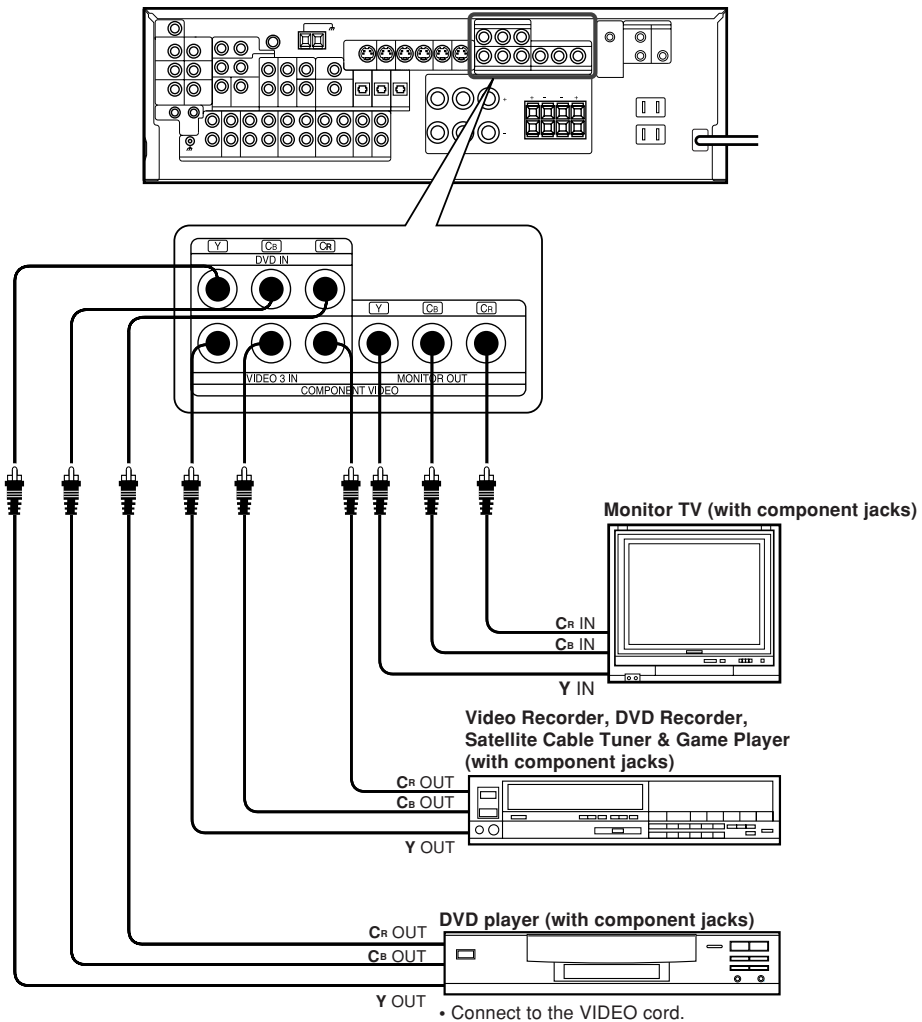 + - - +
+
-
Y CB CR
DVD IN
Y CB CR
VIDEO 3 IN MONITOR OUT
COMPONENT VIDEO
Monitor TV (with component jacks)
CR IN
CB IN
Y IN
Video Recorder, DVD Recorder,
Satellite Cable Tuner & Game Player
(with component jacks)
CR OUT
CB OUT
Y OUT
DVD player (with component jacks)
CR OUT
CB OUT
Y OUT
• Connect to the VIDEO cord.